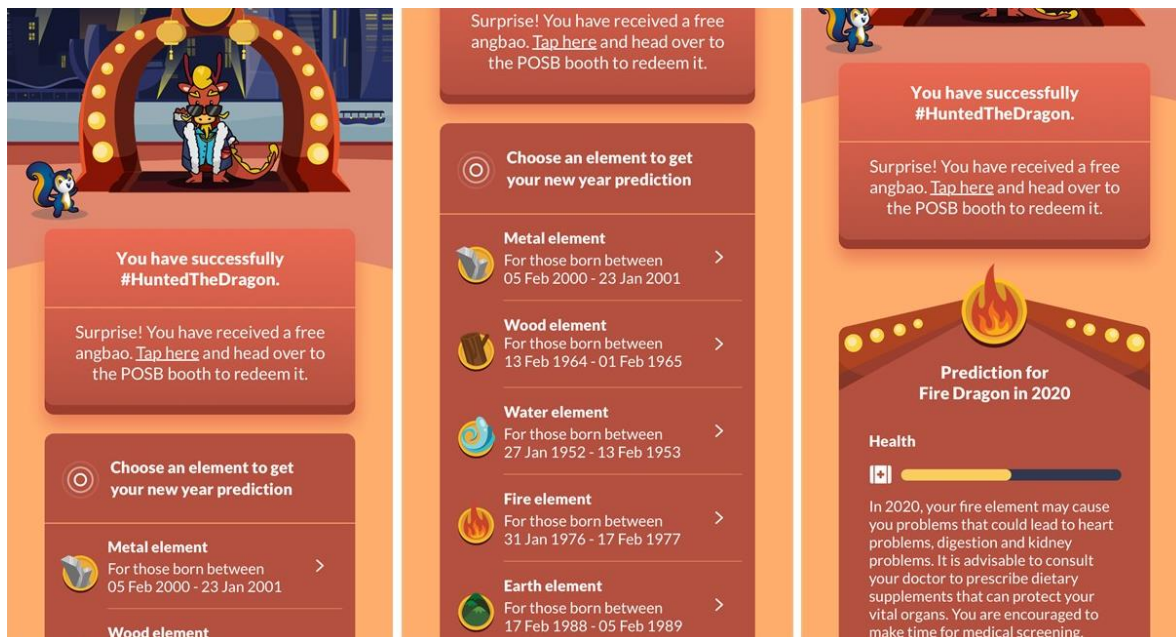 You have successfully
#HuntedTheDragon.
Surprise! You have received a free
angbao. Tap here and head over to
the POSB booth to redeem it.
Choose an element to get
your new year prediction
Metal element
For those born between
05 Feb 2000 - 23 Jan 2001
Wood element
Surprise! You have received a free
angbao. Tap here and head over to
the POSB booth to redeem it.
Choose an element to get
your new year prediction
Metal element
For those born between
05 Feb 2000 - 23 Jan 2001
Wood element
For those born between
13 Feb 1964 - 01 Feb 1965
Water element
For those born between
27 Jan 1952 - 13 Feb 1953
Fire element
For those born between
31 Jan 1976 - 17 Feb 1977
Earth element
For those born between
17 Feb 1988 - 05 Feb 1989
You have successfully
#HuntedTheDragon.
Surprise! You have received a free
angbao. Tap here and head over to
the POSB booth to redeem it.
Prediction for
Fire Dragon in 2020
Health
In 2020, your fire element may cause
you problems that could lead to heart
problems, digestion and kidney
problems. It is advisable to consult
your doctor to prescribe dietary
supplements that can protect your
vital organs. You are encouraged to
make time for medical screening.